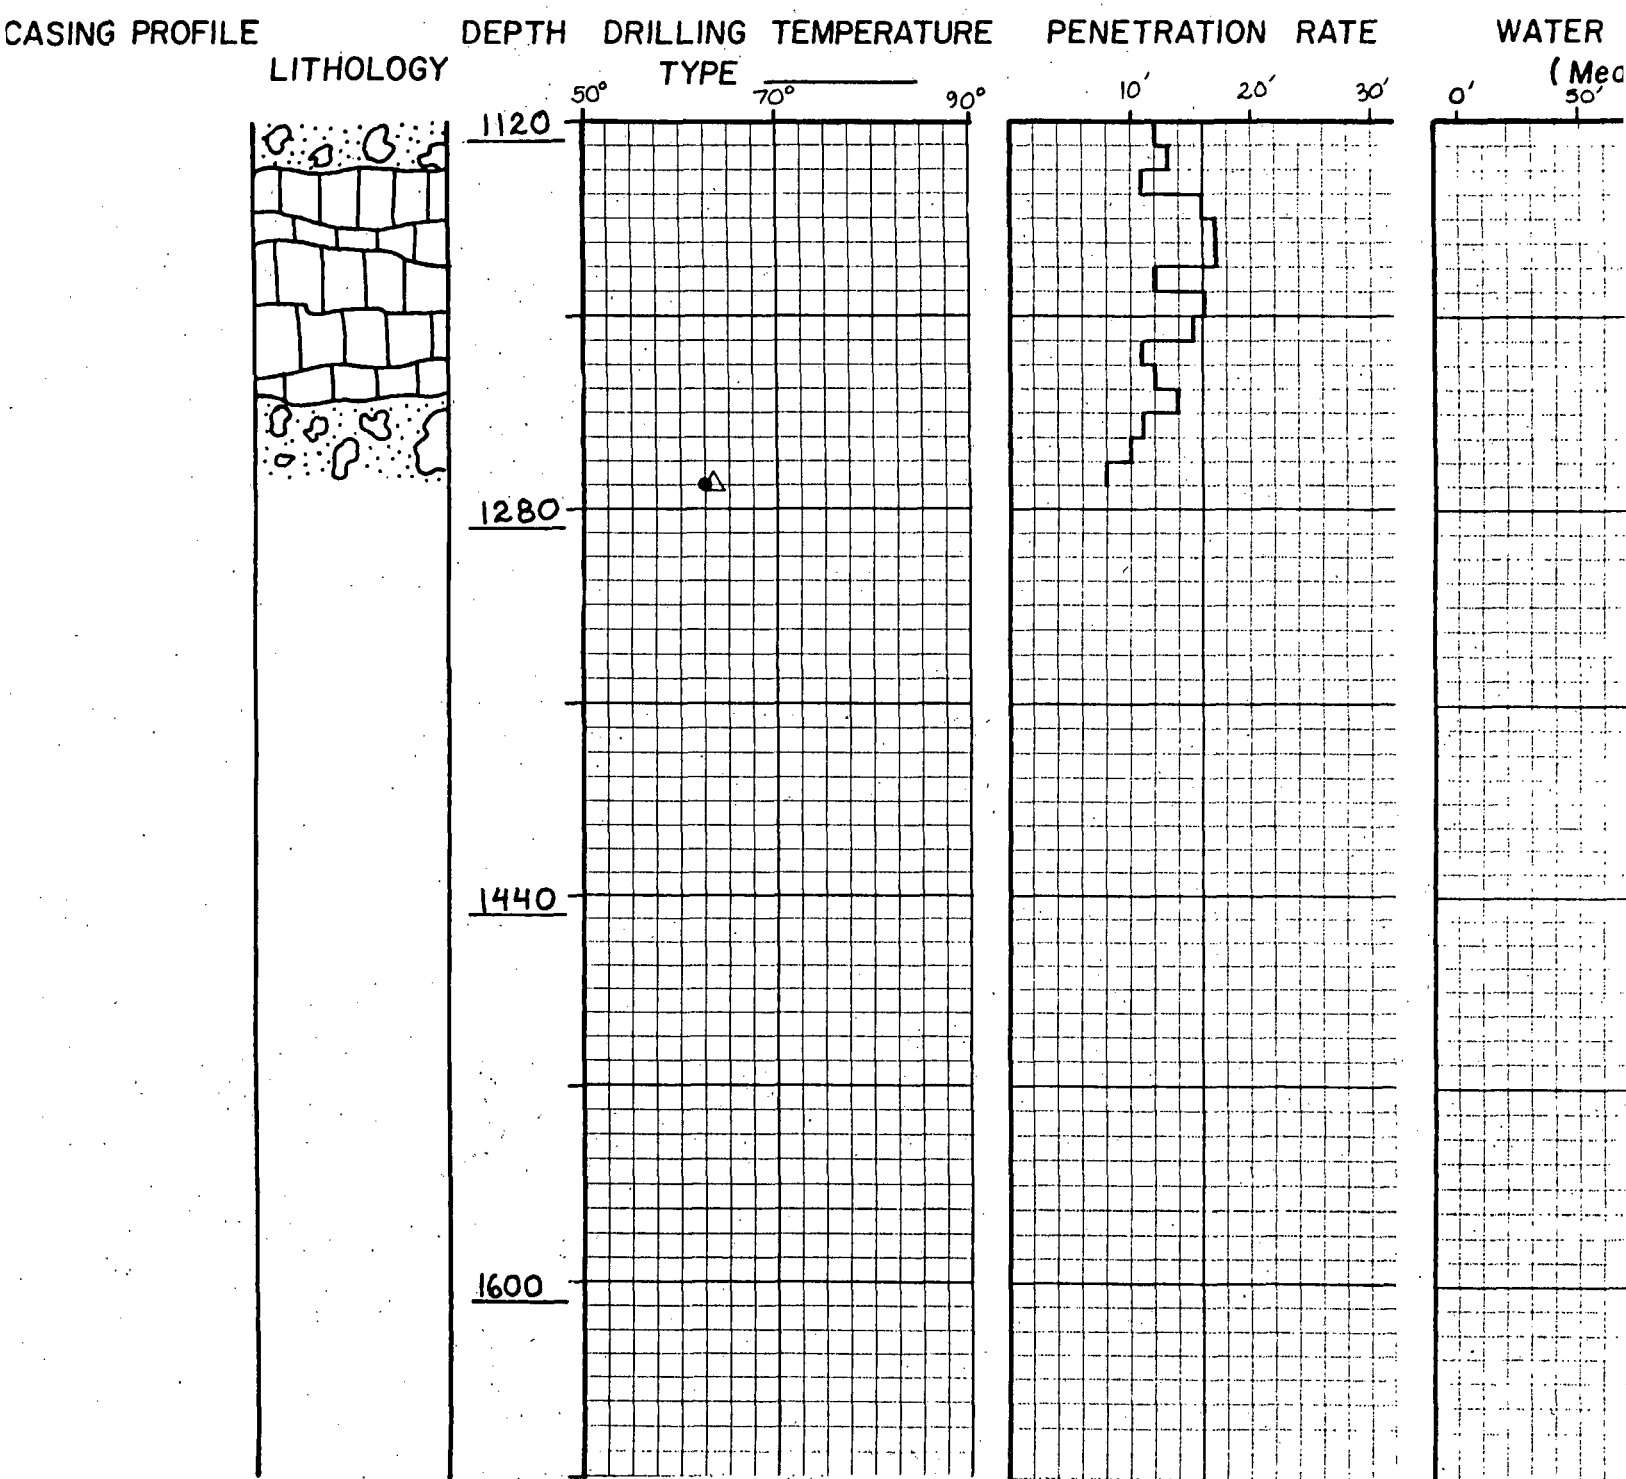 CASING PROFILE
LITHOLOGY
DEPTH
DRILLING TEMPERATURE
TYPE
PENETRATION RATE
WATER
(Mea
50° 70° 90°
10' 20' 30'
0' 50'
1120
1280
1440
1600